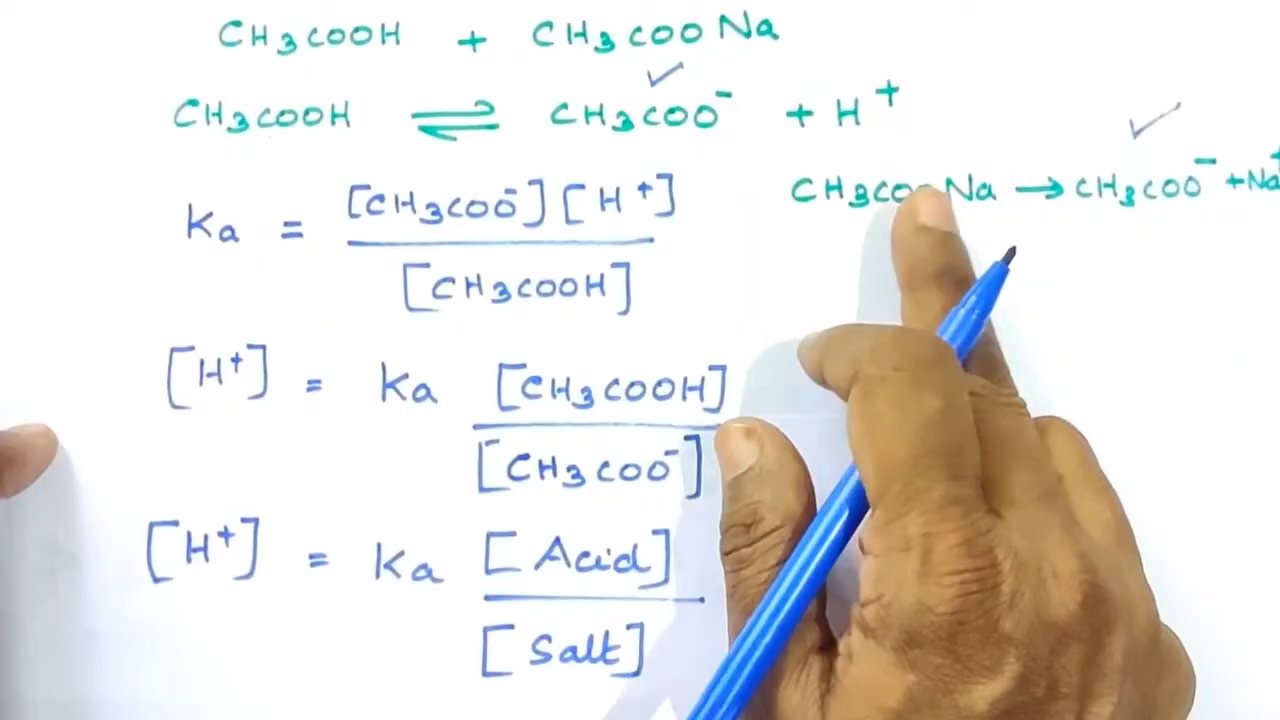 CH3COOH + CH3COONa
CH3COOH ⇌ CH3COO⁻ + H⁺
CH3COONa → CH3COO⁻ + Na⁺
Ka = [CH3COO⁻][H⁺]
[CH3COOH]
[H⁺] = Ka [CH3COOH]
[CH3COO⁻]
[H⁺] = Ka [Acid]
[Salt]